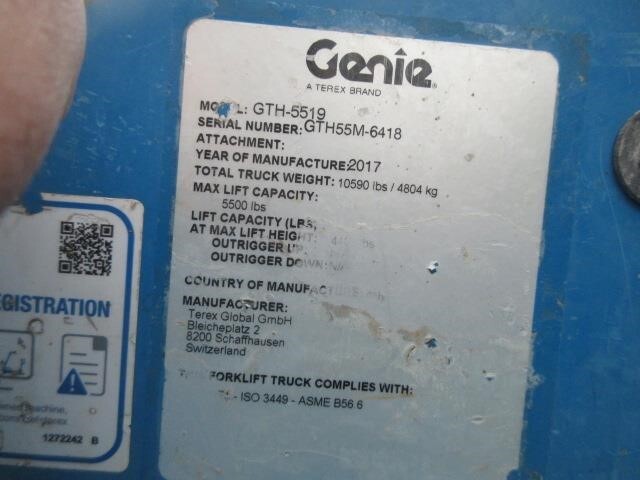 Genie
A TEREX BRAND
GTH-5519
SERIAL NUMBER: GTH55M-6418
ATTACHMENT:
YEAR OF MANUFACTURE: 2017
TOTAL TRUCK WEIGHT: 10590 lbs / 4804 kg
MAX LIFT CAPACITY:
5500 lbs
LIFT CAPACITY (LBS)
AT MAX LIFT HEIGHT:
OUTRIGGER
OUTRIGGER DOWN:
COUNTRY OF MANUFACTURE:
MANUFACTURER:
Terex Global GmbH
Bleicheplatz 2
8200 Schaffhausen
Switzerland
FORKLIFT TRUCK COMPLIES WITH:
- ISO 3449 - ASME B56.6
EGISTRATION
machine,
1272242 B